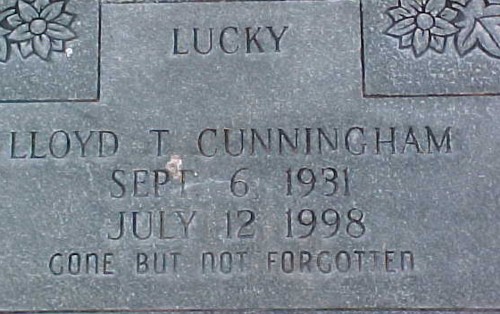 LUCKY
LLOYD T CUNNINGHAM
SEPT 6 1931
JULY 12 1998
GONE BUT NOT FORGOTTEN